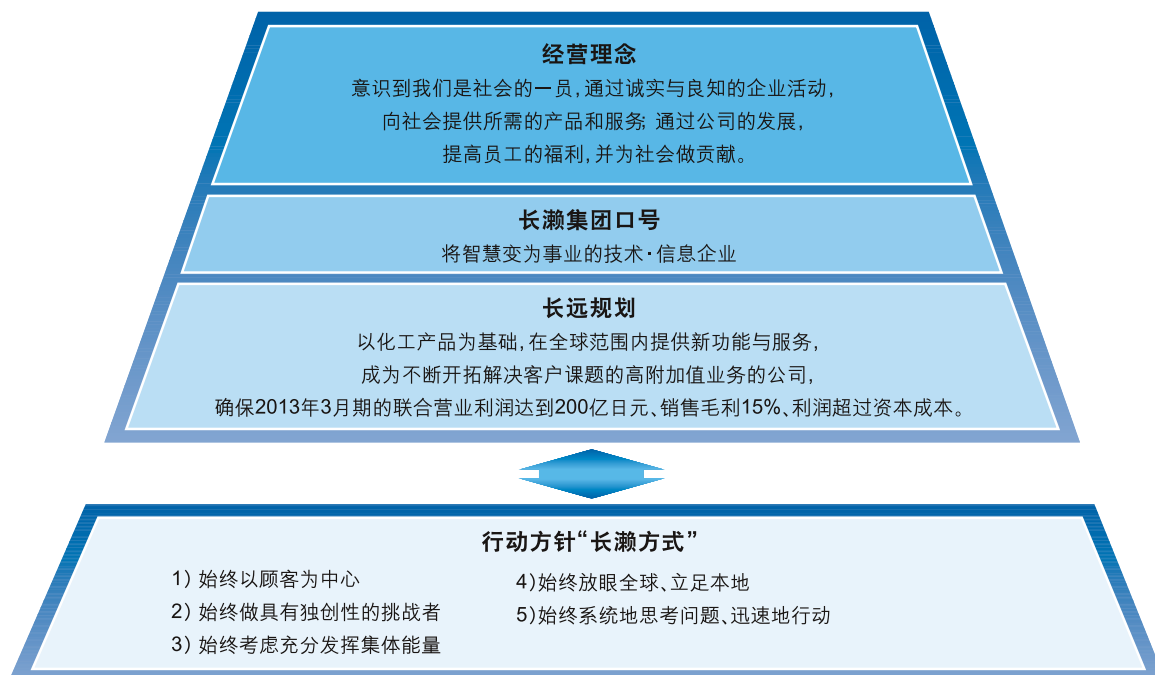 经营理念
意识到我们是社会的一员,通过诚实与良知的企业活动,
向社会提供所需的产品和服务; 通过公司的发展,
提高员工的福利,并为社会做贡献。
长濑集团口号
将智慧变为事业的技术·信息企业
长远规划
以化工产品为基础,在全球范围内提供新功能与服务,
成为不断开拓解决客户课题的高附加值业务的公司,
确保2013年3月期的联合营业利润达到200亿日元、销售毛利15%、利润超过资本成本。
行动方针“长濑方式”
1) 始终以顾客为中心
2) 始终做具有独创性的挑战者
3) 始终考虑充分发挥集体能量
4)始终放眼全球、立足本地
5)始终系统地思考问题、迅速地行动